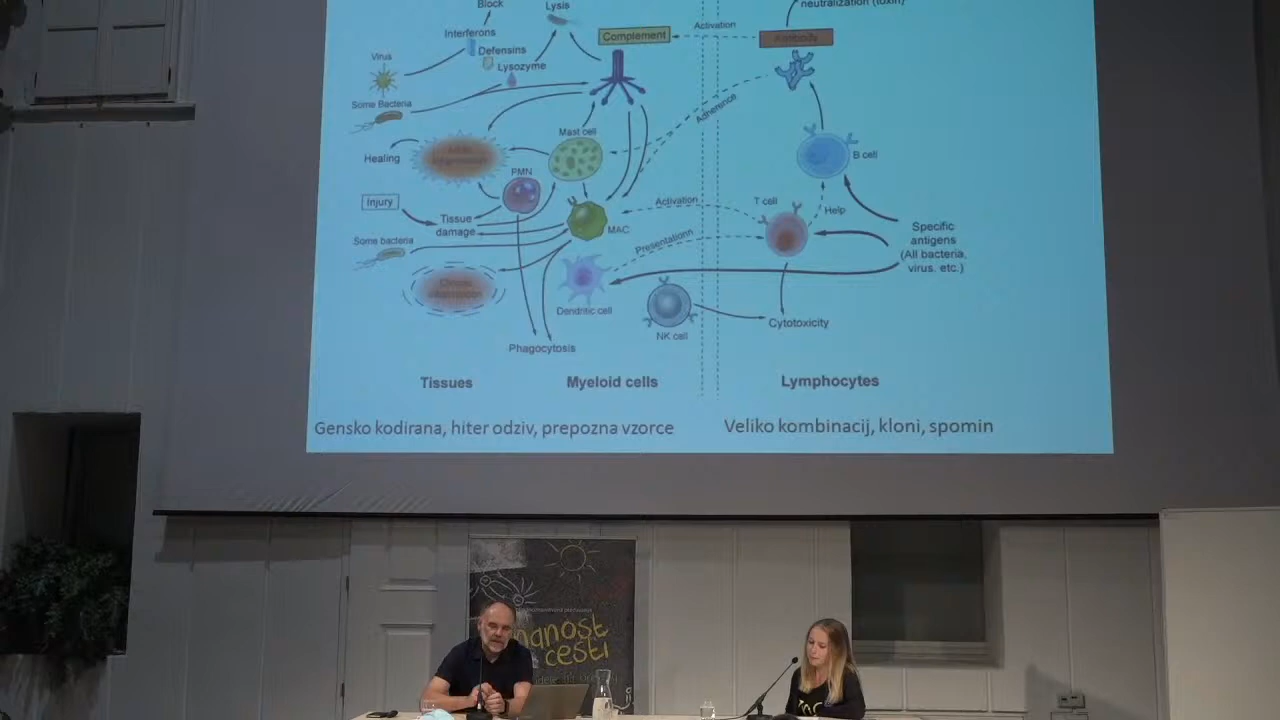 Block
Lysis
neutralization (toxin)
Interferons
Complement
Activation
Antibody
Defensins
Virus
Lysozyme
Some Bacteria
Adherence
Mast cell
Healing
B cell
PMN
Injury
Activation
T cell
Tissue
damage
MAC
Help
Some bacteria
Presentationn
Specific
antigens
(All bacteria,
virus. etc.)
Dendritic cell
NK cell
Cytotoxicity
Phagocytosis
Tissues
Myeloid cells
Lymphocytes
Gensko kodirana, hiter odziv, prepozna vzorce
Veliko kombinacij, kloni, spomin
nanost
cesti